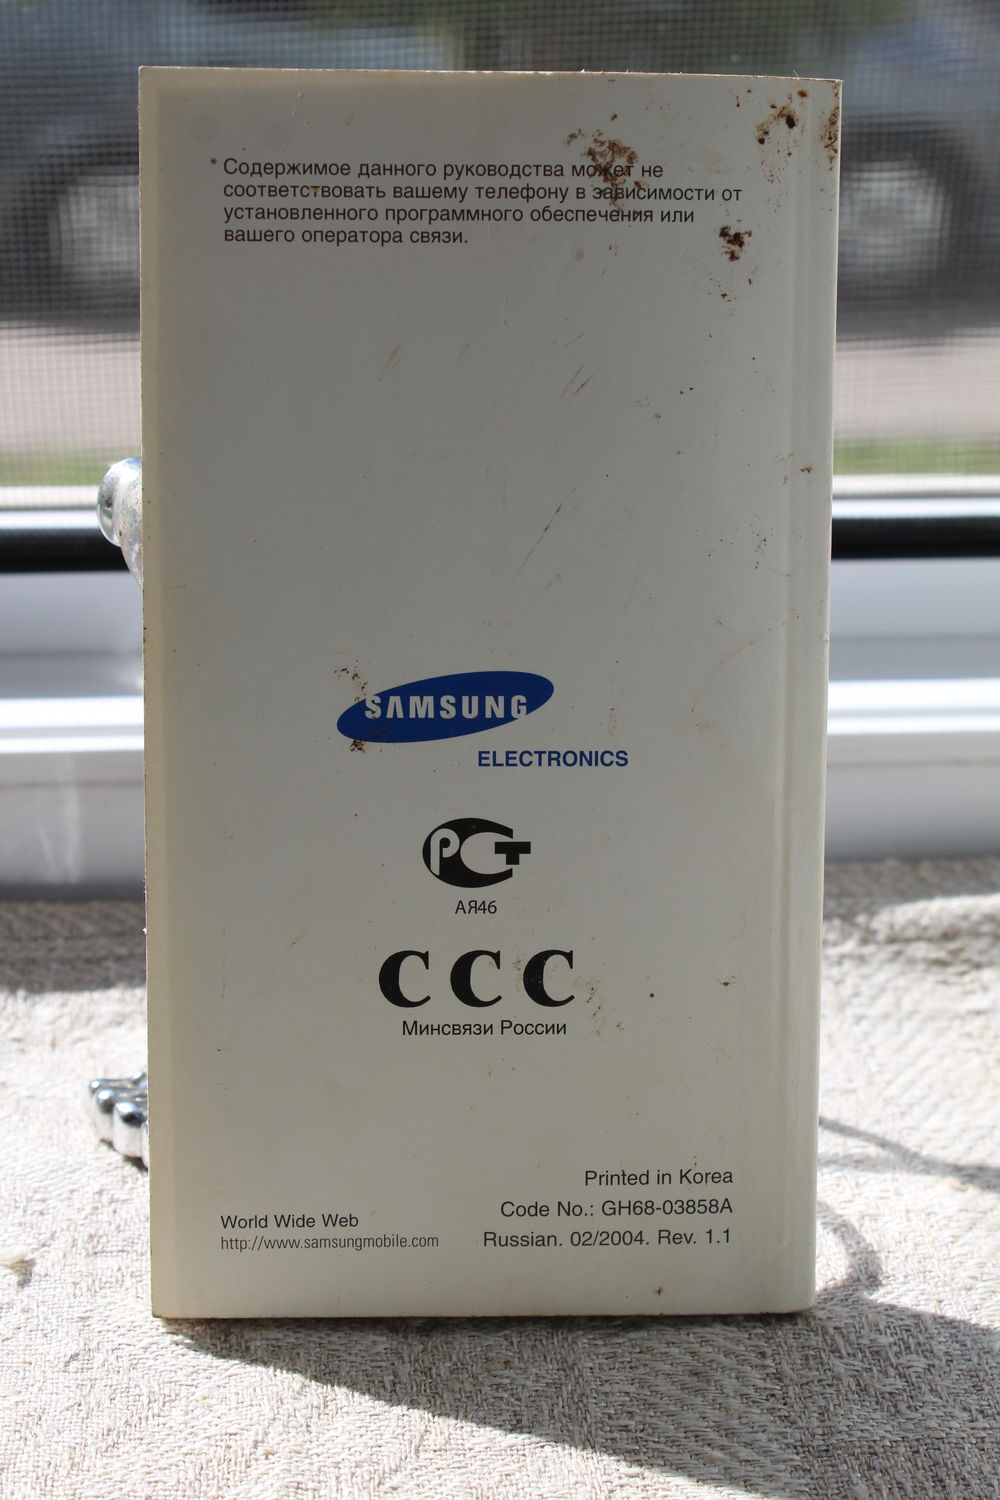 * Содержимое данного руководства может не
соответствовать вашему телефону в зависимости от
установленного программного обеспечения или
вашего оператора связи.
SAMSUNG
ELECTRONICS
РСТ
АЯ46
ССС
Минсвязи России
Printed in Korea
Code No.: GH68-03858A
Russian. 02/2004. Rev. 1.1
World Wide Web
http://www.samsungmobile.com